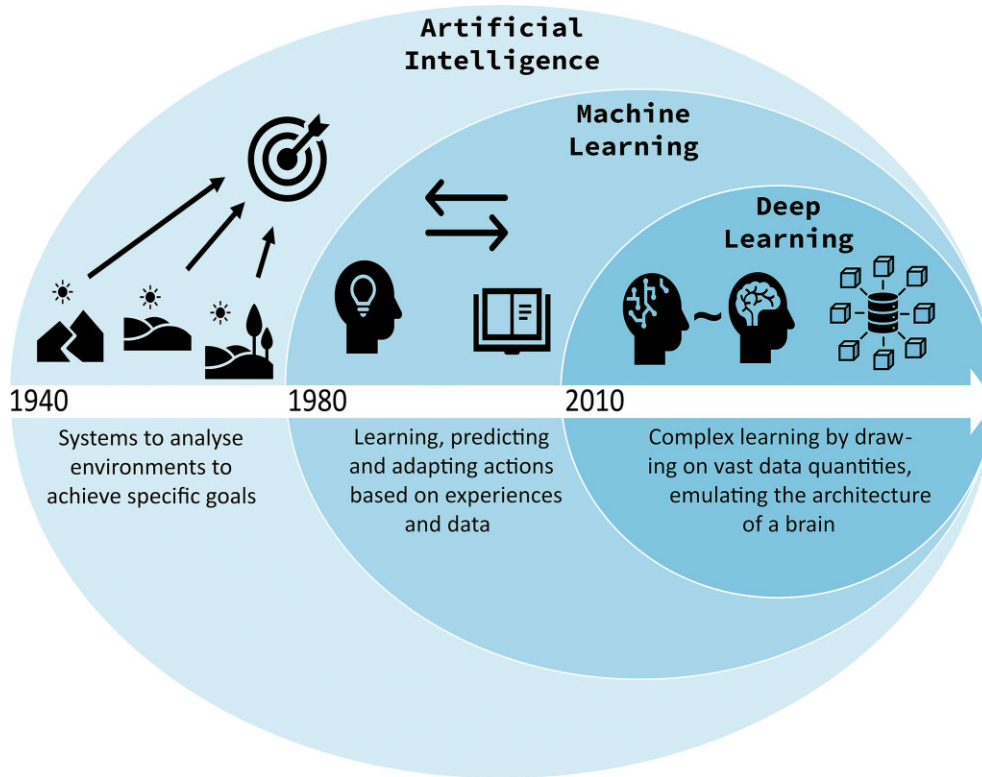 Artificial
Intelligence
Machine
Learning
Deep
Learning
1940
1980
2010
Systems to analyse
environments to
achieve specific goals
Learning, predicting
and adapting actions
based on experiences
and data
Complex learning by draw-
ing on vast data quantities,
emulating the architecture
of a brain